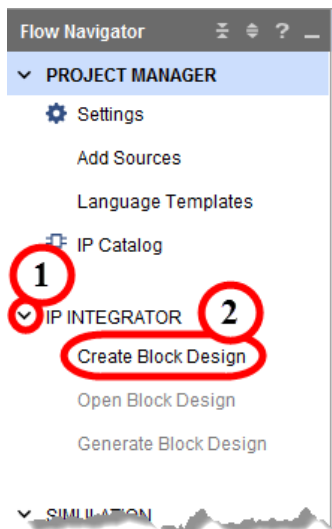 Flow Navigator ?
PROJECT MANAGER
Settings
Add Sources
Language Templates
IP Catalog
1
IP INTEGRATOR 2
Create Block Design
Open Block Design
Generate Block Design
SIMULATION